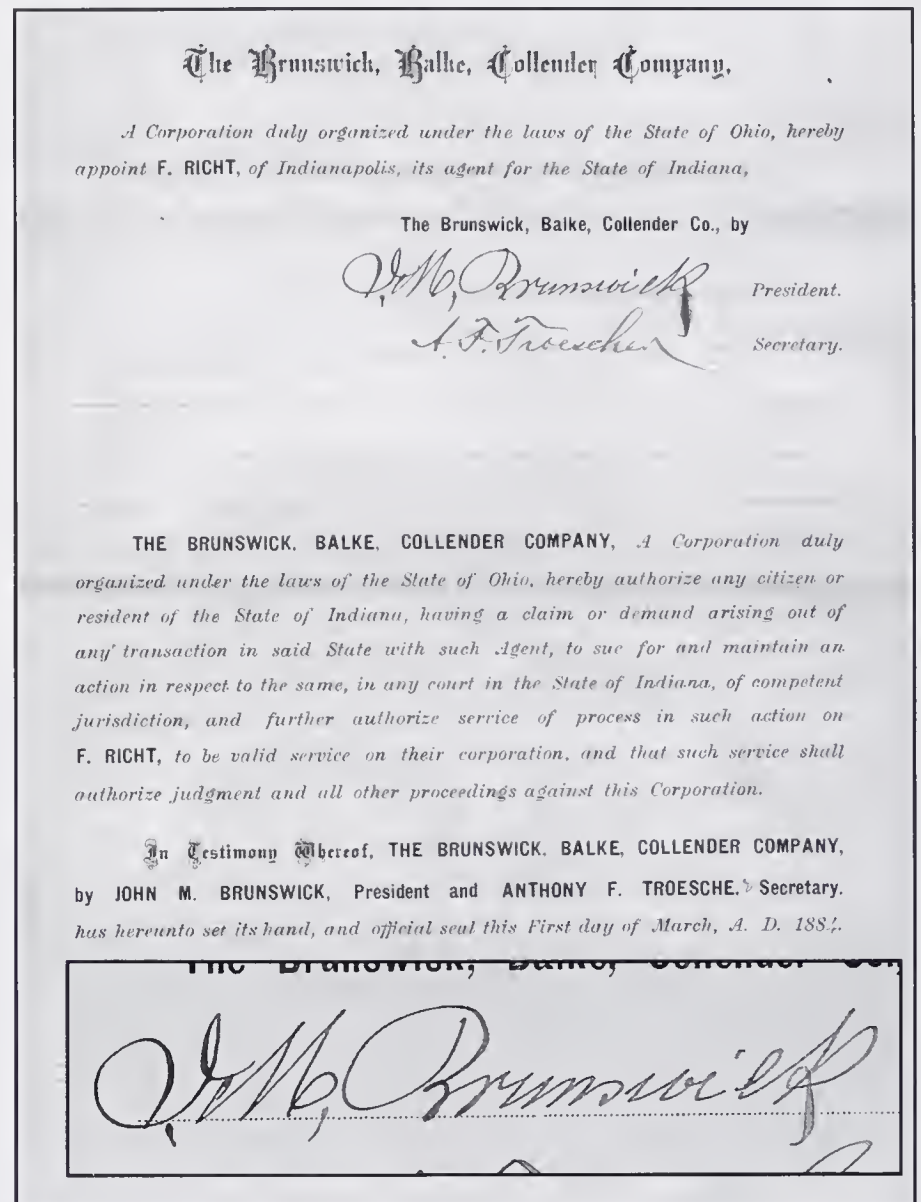 The Brunswick, Balke, Collender Company,
A Corporation duly organized under the laws of the State of Ohio, hereby
appoint F. RICHT, of Indianapolis, its agent for the State of Indiana,
The Brunswick, Balke, Collender Co., by
J. M. Brunswick President.
A. F. Troescher Secretary.
THE BRUNSWICK, BALKE, COLLENDER COMPANY, A Corporation duly
organized under the laws of the State of Ohio, hereby authorize any citizen or
resident of the State of Indiana, having a claim or demand arising out of
any transaction in said State with such Agent, to sue for and maintain an
action in respect to the same, in any court in the State of Indiana, of competent
jurisdiction, and further authorize service of process in such action on
F. RICHT, to be valid service on their corporation, and that such service shall
authorize judgment and all other proceedings against this Corporation.
In Testimony Whereof, THE BRUNSWICK, BALKE, COLLENDER COMPANY,
by JOHN M. BRUNSWICK, President and ANTHONY F. TROESCHE. Secretary.
has hereunto set its hand, and official seal this First day of March, A. D.
The Brunswick, Balke, Collender Co.,
J. M. Brunswick